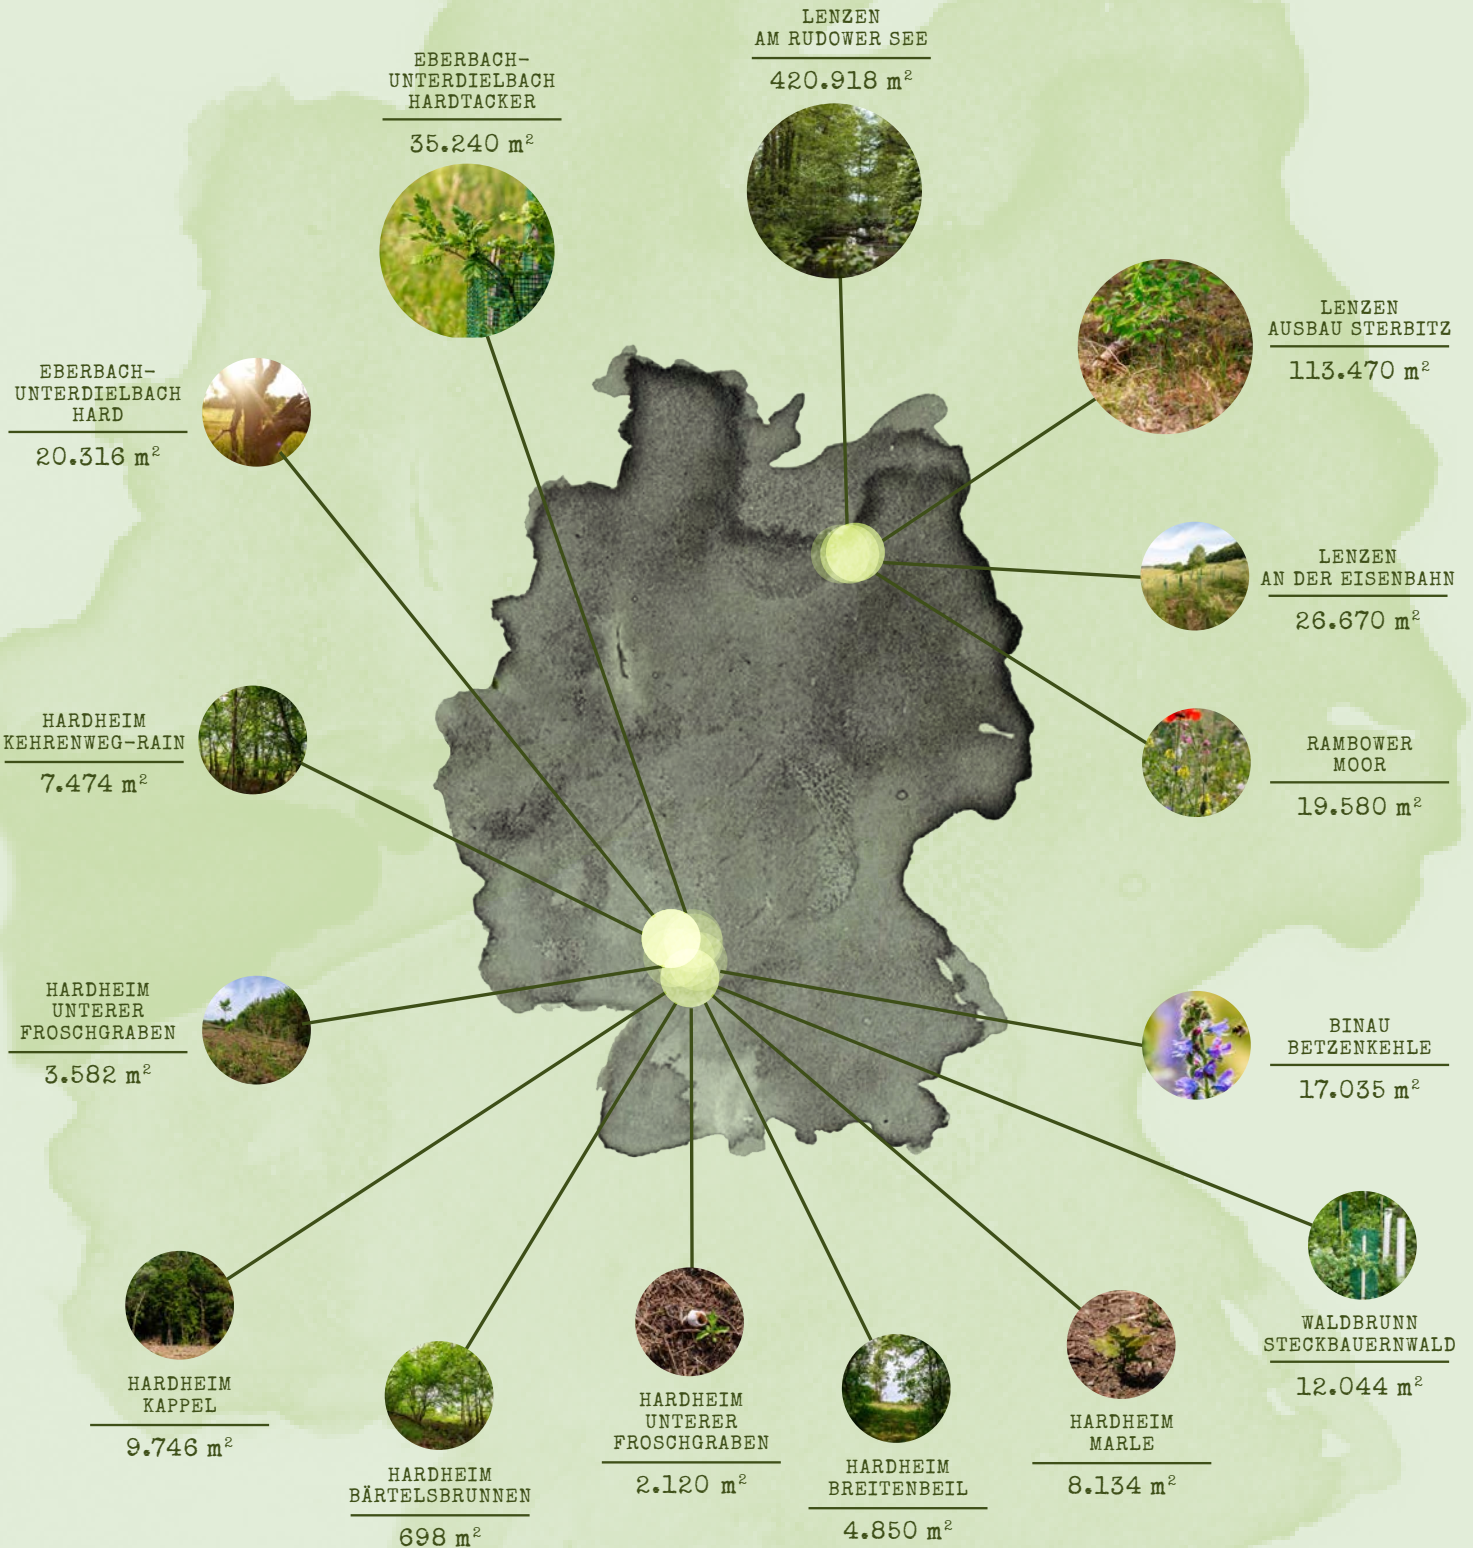 LENZEN
AM RUDOWER SEE
420.918 m²
EBERBACH-
UNTERDIELBACH
HARDTACKER
35.240 m²
LENZEN
AUSBAU STERBITZ
113.470 m²
EBERBACH-
UNTERDIELBACH
HARD
20.316 m²
LENZEN
AN DER EISENBAHN
26.670 m²
HARDHEIM
KEHRENWEG-RAIN
7.474 m²
RAMBOWER
MOOR
19.580 m²
HARDHEIM
UNTERER
FROSCHGRABEN
3.582 m²
BINAU
BETZENKEHLE
17.035 m²
WALDBRUNN
STECKBAUERNWALD
12.044 m²
HARDHEIM
KAPPEL
9.746 m²
HARDHEIM
BÄRTELSBRUNNEN
698 m²
HARDHEIM
UNTERER
FROSCHGRABEN
2.120 m²
HARDHEIM
BREITENBEIL
4.850 m²
HARDHEIM
MARLE
8.134 m²